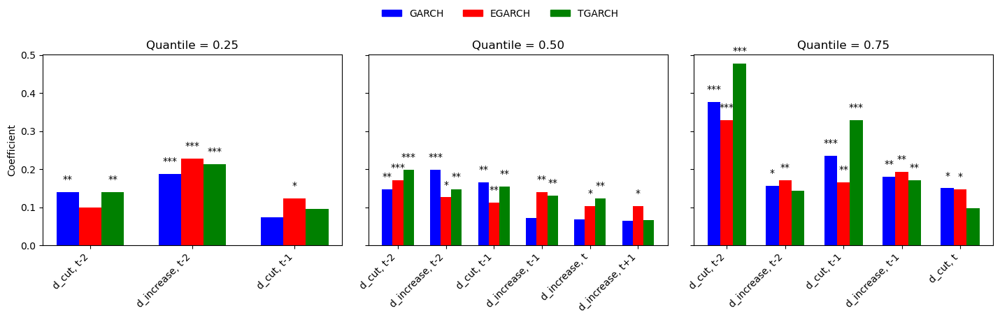 GARCH EGARCH TGARCH
Quantile = 0.25
Coefficient
0.5
0.4
0.3
0.2
0.1
0.0
**
**
***
***
***
*
d_cut, t-2
d_increase, t-2
d_cut, t-1
Quantile = 0.50
**
***
***
***
*
**
**
**
**
**
**
*
**
*
d_cut, t-2
d_increase, t-2
d_cut, t-1
d_increase, t-1
d_increase, t
d_increase, t+1
Quantile = 0.75
***
***
***
*
**
***
**
***
**
**
**
*
*
d_cut, t-2
d_increase, t-2
d_cut, t-1
d_increase, t-1
d_cut, t